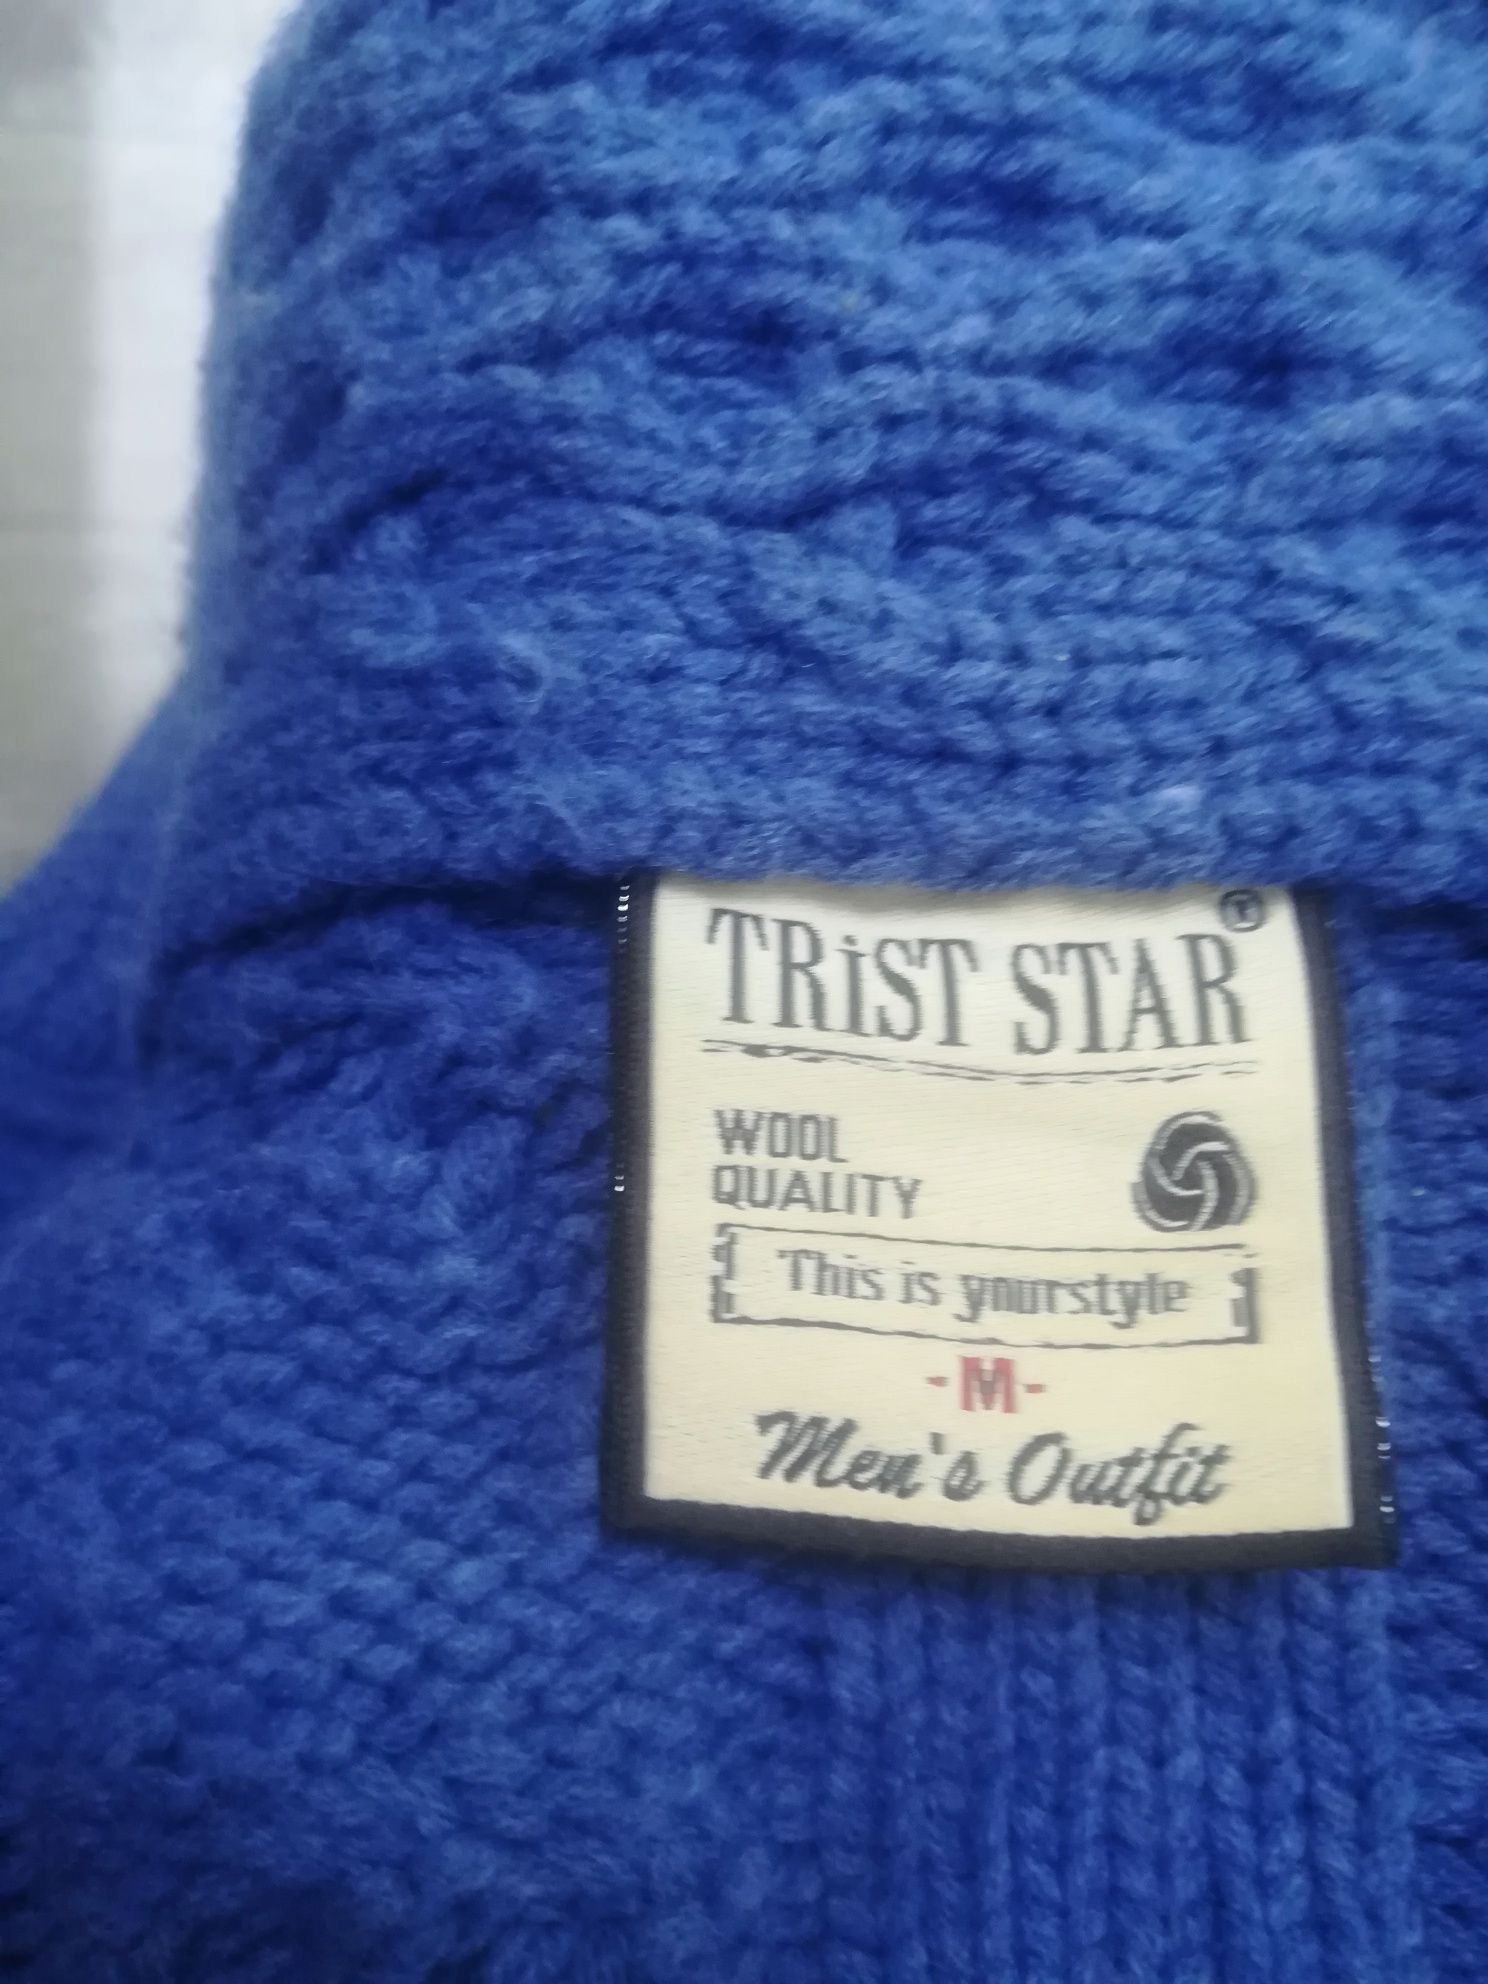 TRiST STAR®
WOOL
QUALITY
This is yourstyle
-M-
Men's Outfit